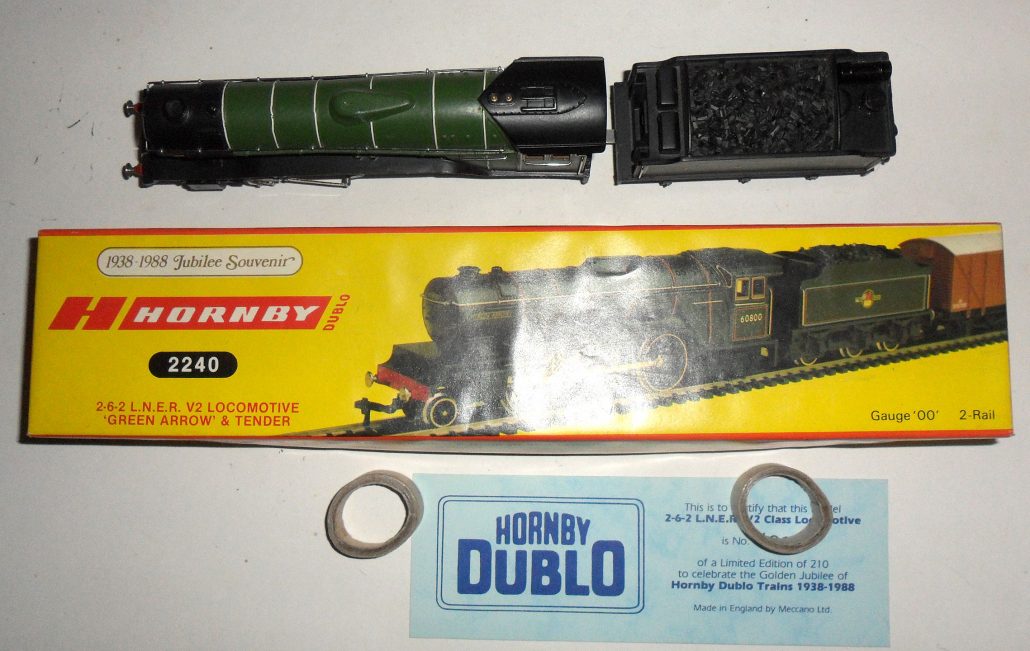 1938-1988 Jubilee Souvenir
HORNBY
DUBLO
2240
2-6-2 L.N.E.R. V2 LOCOMOTIVE
'GREEN ARROW' & TENDER
60800
Gauge 'OO' 2-Rail
HORNBY
DUBLO
This is to certify that this model
2-6-2 L.N.E.R. V2 Class Locomotive
is No.
of a Limited Edition of 210
to celebrate the Golden Jubilee of
Hornby Dublo Trains 1938-1988
Made in England by Meccano Ltd.